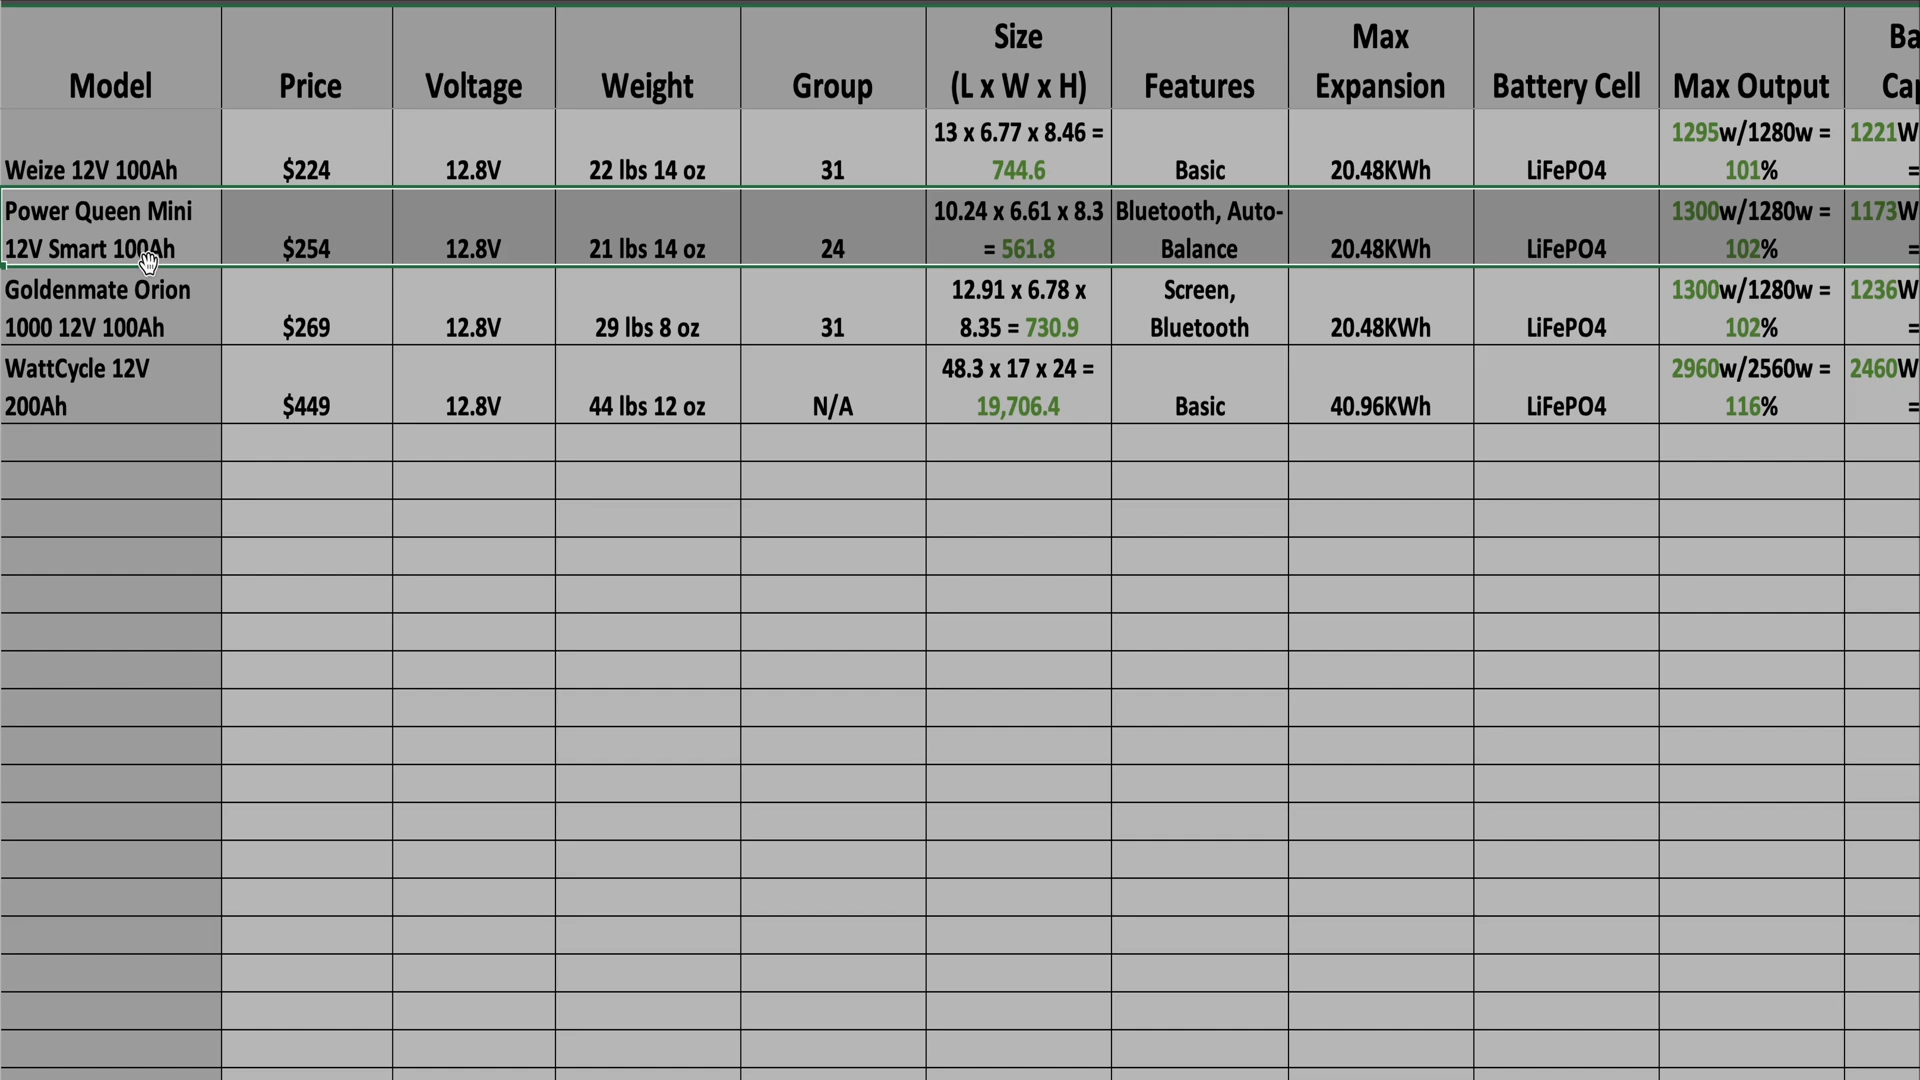 Model Price Voltage Weight Group Size (L x W x H) Features Max Expansion Battery Cell Max Output
Weize 12V 100Ah $224 12.8V 22 lbs 14 oz 31 13 x 6.77 x 8.46 = 744.6 Basic 20.48KWh LiFePO4 1295w/1280w = 101% 1221W =
Power Queen Mini 12V Smart 100Ah $254 12.8V 21 lbs 14 oz 24 10.24 x 6.61 x 8.3 = 561.8 Bluetooth, Auto-Balance 20.48KWh LiFePO4 1300w/1280w = 102% 1173W =
Goldenmate Orion 1000 12V 100Ah $269 12.8V 29 lbs 8 oz 31 12.91 x 6.78 x 8.35 = 730.9 Screen, Bluetooth 20.48KWh LiFePO4 1300w/1280w = 102% 1236W =
WattCycle 12V 200Ah $449 12.8V 44 lbs 12 oz N/A 48.3 x 17 x 24 = 19,706.4 Basic 40.96KWh LiFePO4 2960w/2560w = 116% 2460W =